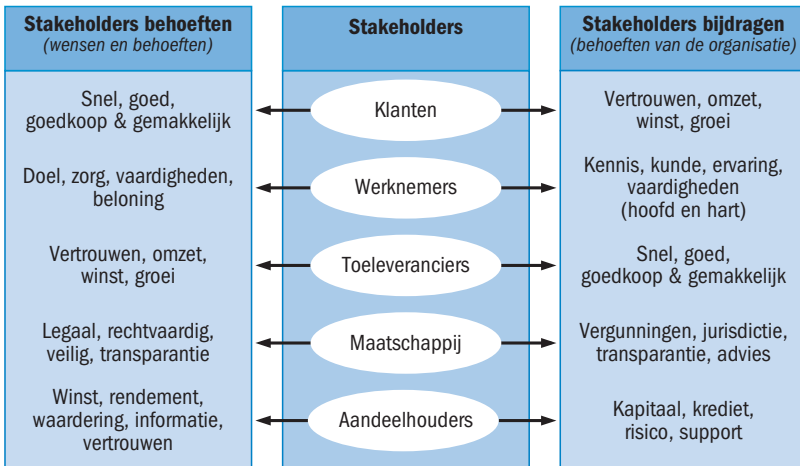 Stakeholders behoeften
(wensen en behoeften)
Stakeholders
Stakeholders bijdragen
(behoeften van de organisatie)
Snel, goed,
goedkoop & gemakkelijk
Klanten
Vertrouwen, omzet,
winst, groei
Doel, zorg, vaardigheden,
beloning
Werknemers
Kennis, kunde, ervaring,
vaardigheden
(hoofd en hart)
Vertrouwen, omzet,
winst, groei
Toeleveranciers
Snel, goed,
goedkoop & gemakkelijk
Legaal, rechtvaardig,
veilig, transparantie
Maatschappij
Vergunningen, jurisdictie,
transparantie, advies
Winst, rendement,
waardering, informatie,
vertrouwen
Aandeelhouders
Kapitaal, krediet,
risico, support